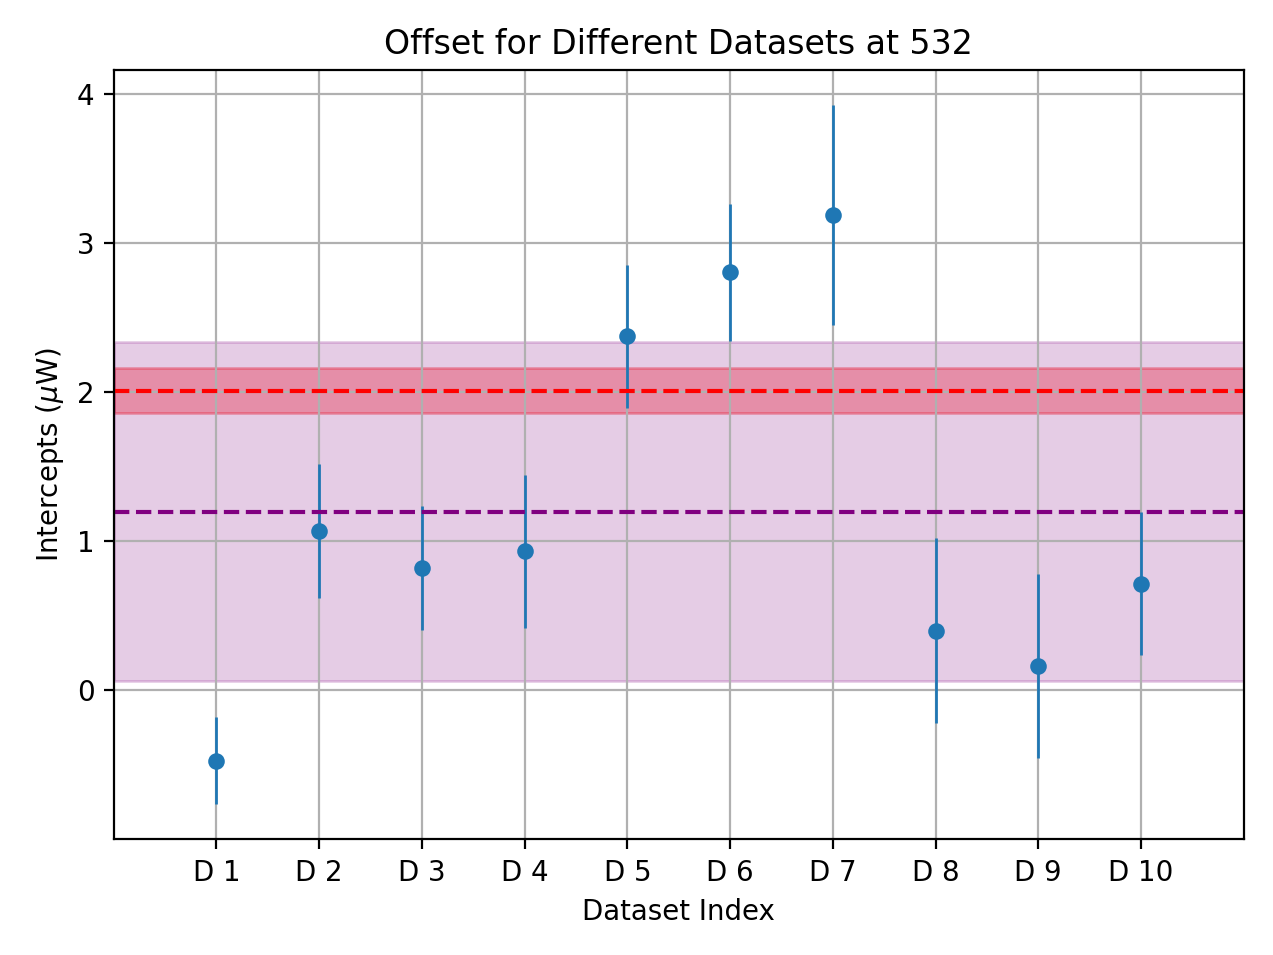 Offset for Different Datasets at 532
Intercepts (μW)
4
3
2
1
0
D 1 D 2 D 3 D 4 D 5 D 6 D 7 D 8 D 9 D 10
Dataset Index